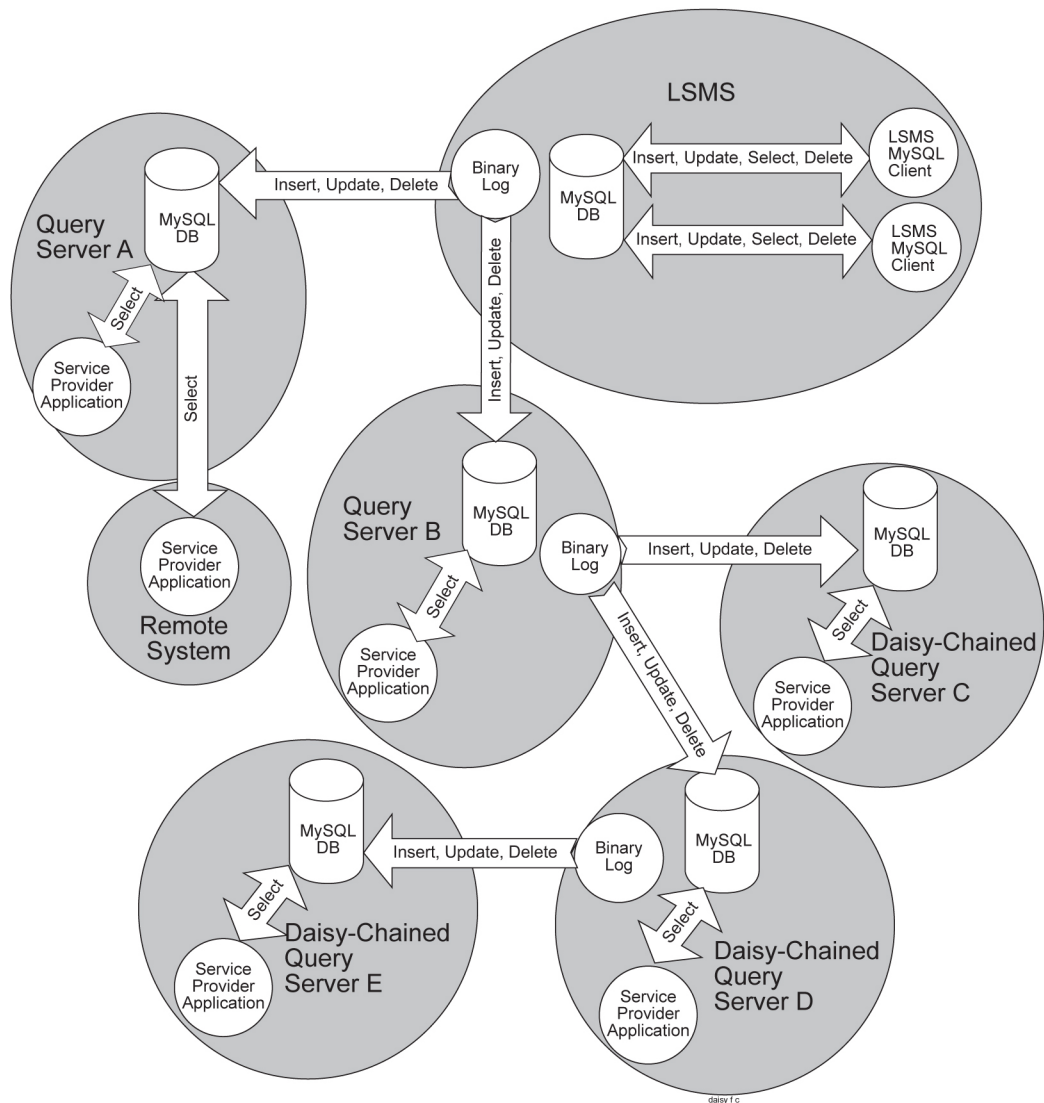 LSMS
Binary
Log
MySQL
DB
Insert, Update, Select, Delete
LSMS
MySQL
Client
Insert, Update, Select, Delete
LSMS
MySQL
Client
Insert, Update, Delete
MySQL
DB
Query
Server A
Select
Service
Provider
Application
Select
Service
Provider
Application
Remote
System
Insert, Update, Delete
Query
Server B
MySQL
DB
Binary
Log
Select
Service
Provider
Application
Insert, Update, Delete
MySQL
DB
Select
Daisy-Chained
Query
Server C
Service
Provider
Application
Insert, Update, Delete
MySQL
DB
Binary
Log
Select
Daisy-Chained
Query
Server D
Service
Provider
Application
Insert, Update, Delete
MySQL
DB
Select
Daisy-Chained
Query
Server E
Service
Provider
Application
daisy f c